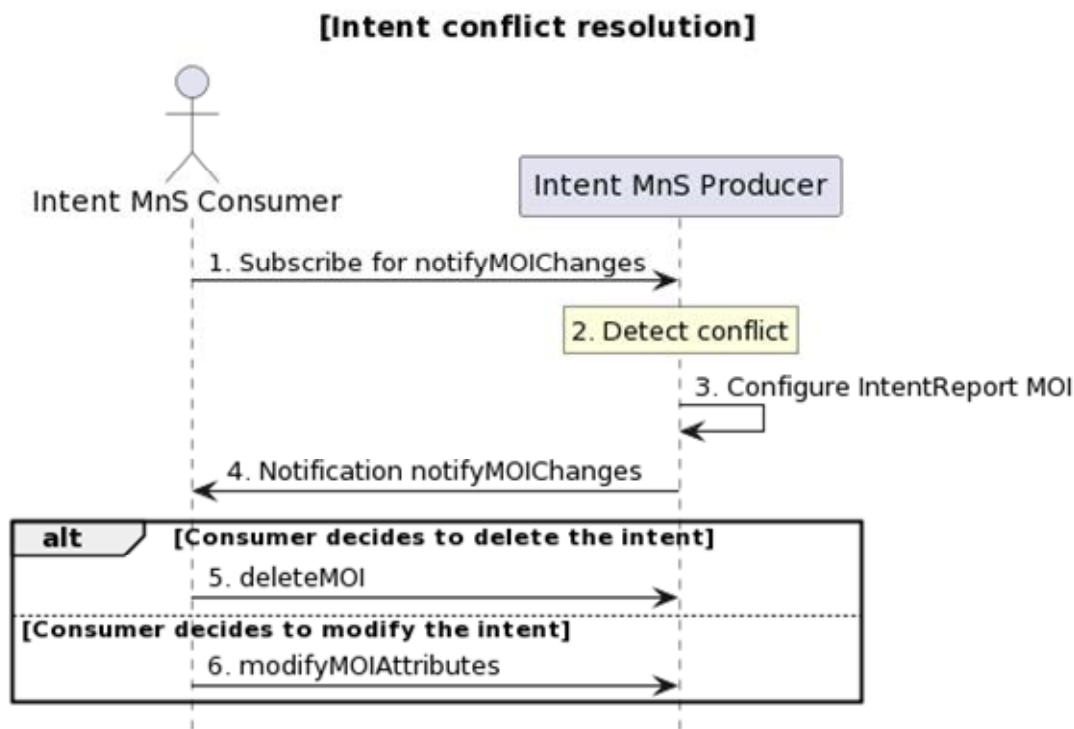 [Intent conflict resolution]
Intent MnS Consumer
Intent MnS Producer
1. Subscribe for notifyMOIChanges
2. Detect conflict
3. Configure IntentReport MOI
4. Notification notifyMOIChanges
alt [Consumer decides to delete the intent]
5. deleteMOI
[Consumer decides to modify the intent]
6. modifyMOIAttributes